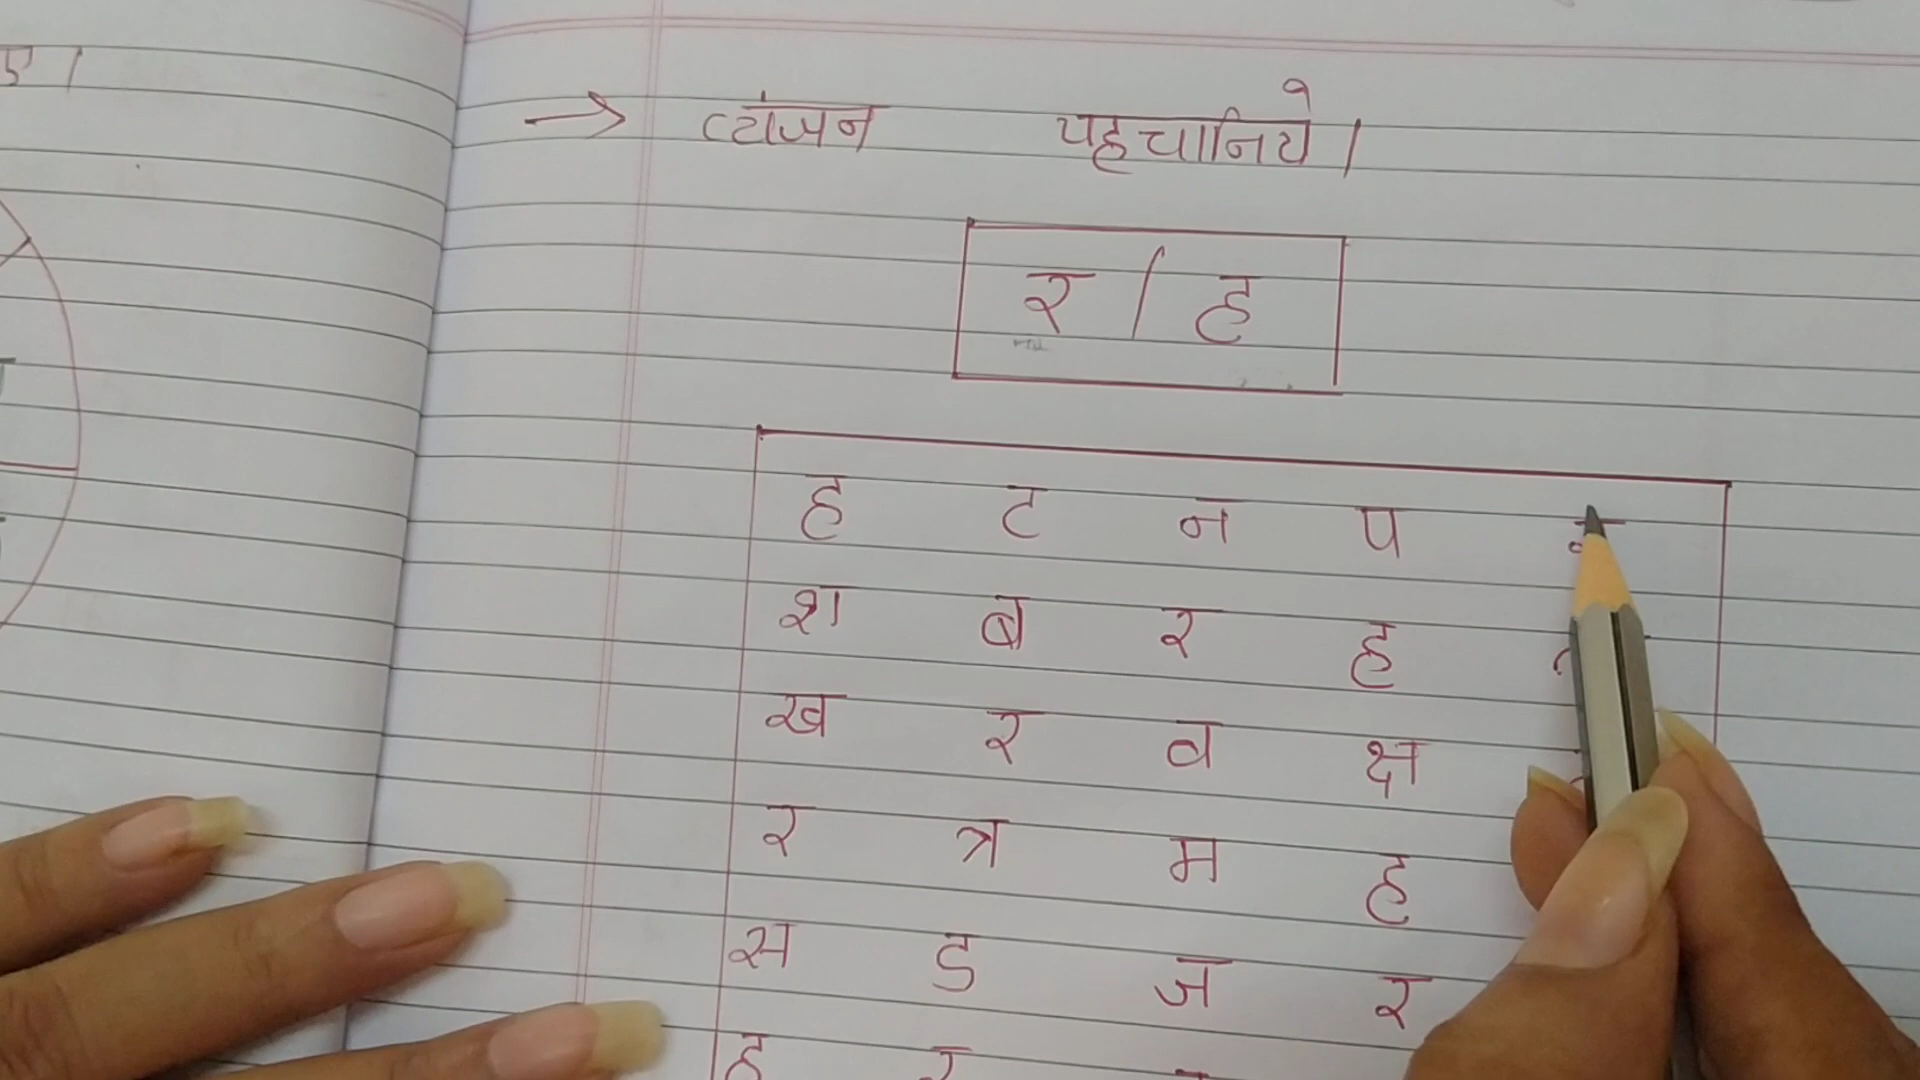 व्यंजन पहचानिये।
र / ह
ह ट न प
श ब र ह
ख र व क्ष
र त्र म ह
स ड ज र
ह र